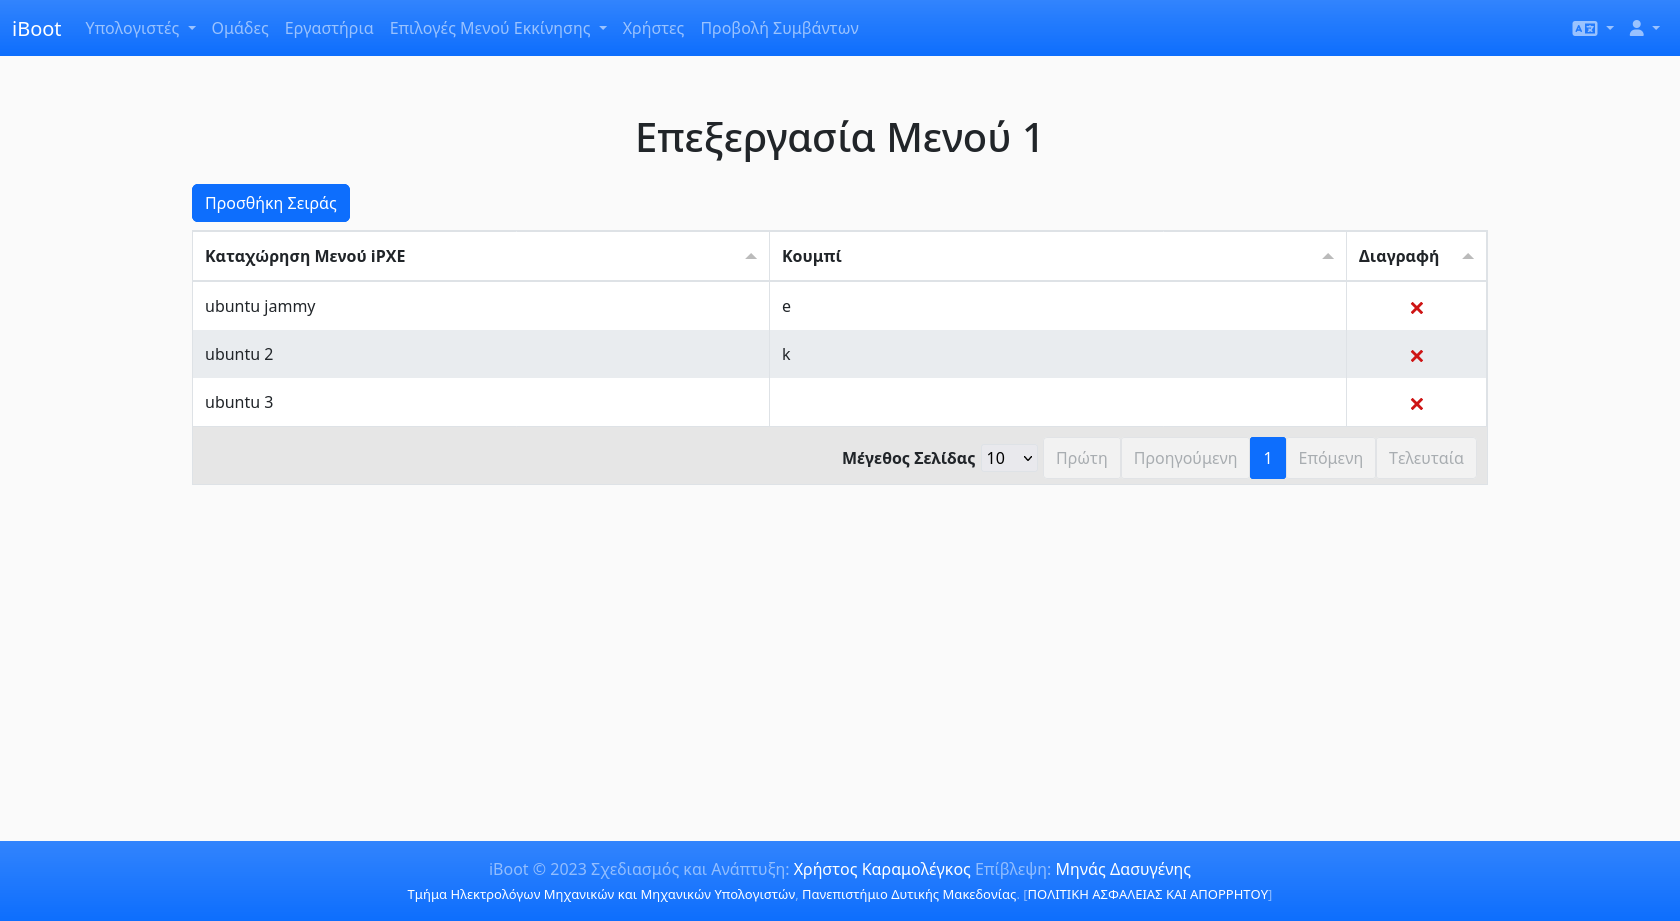 iBoot Υπολογιστές Ομάδες Εργαστήρια Επιλογές Μενού Εκκίνησης Χρήστες Προβολή Συμβάντων
Επεξεργασία Μενού 1
Προσθήκη Σειράς
Καταχώρηση Μενού iPXE Κουμπί Διαγραφή
ubuntu jammy e
ubuntu 2 k
ubuntu 3
Μέγεθος Σελίδας 10 Πρώτη Προηγούμενη 1 Επόμενη Τελευταία
iBoot © 2023 Σχεδιασμός και Ανάπτυξη: Χρήστος Καραμολέγκος Επίβλεψη: Μηνάς Δασυγένης
Τμήμα Ηλεκτρολόγων Μηχανικών και Μηχανικών Υπολογιστών, Πανεπιστήμιο Δυτικής Μακεδονίας. [ΠΟΛΙΤΙΚΗ ΑΣΦΑΛΕΙΑΣ ΚΑΙ ΑΠΟΡΡΗΤΟΥ]